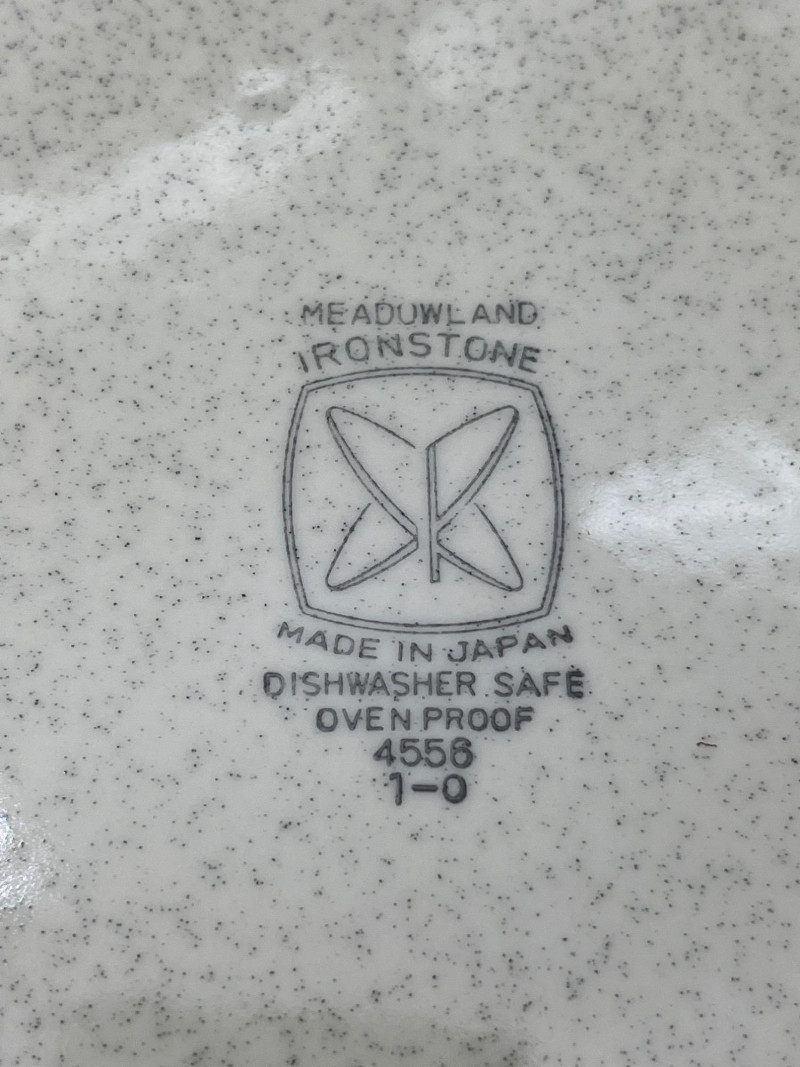 MEADOWLAND
IRONSTONE
MADE IN JAPAN
DISHWASHER SAFE
OVEN PROOF
4556
1-0